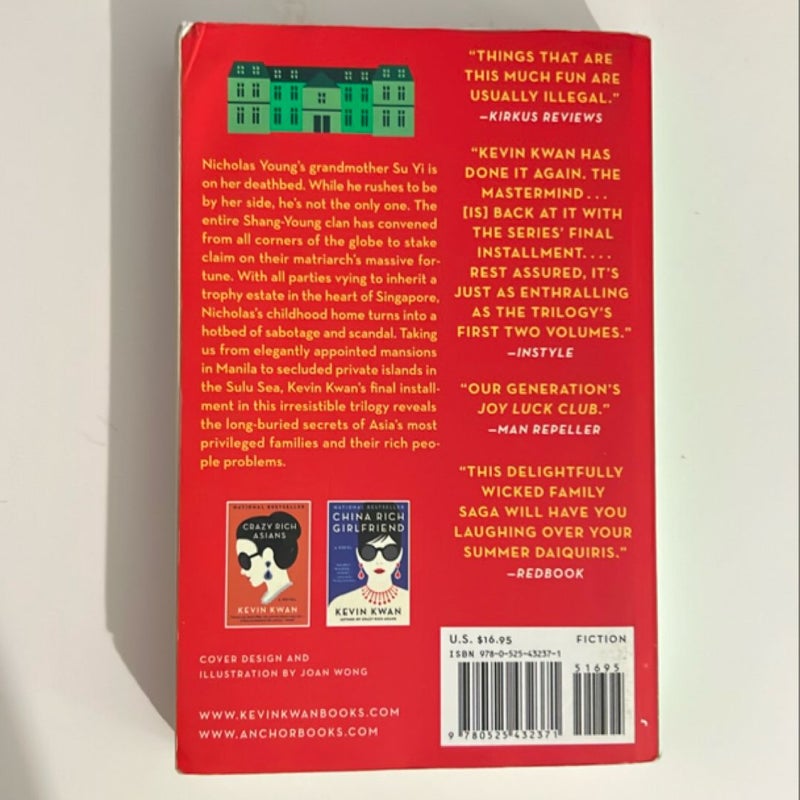 Nicholas Young's grandmother Su Yi is
on her deathbed. While he rushes to be
by her side, he's not the only one. The
entire Shang-Young clan has convened
from all corners of the globe to stake
claim on their matriarch's massive for-
tune. With all parties vying to inherit a
trophy estate in the heart of Singapore,
Nicholas's childhood home turns into a
hotbed of sabotage and scandal. Taking
us from elegantly appointed mansions
in Manila to secluded private islands in
the Sulu Sea, Kevin Kwan's final install-
ment in this irresistible trilogy reveals
the long-buried secrets of Asia's most
privileged families and their rich peo-
ple problems.
NATIONAL BESTSELLER
CRAZY RICH
ASIANS
A NOVEL
KEVIN KWAN
NATIONAL BESTSELLER
CHINA RICH
GIRLFRIEND
A NOVEL
KEVIN KWAN
AUTHOR OF CRAZY RICH ASIANS
COVER DESIGN AND
ILLUSTRATION BY JOAN WONG
WWW.KEVINKWANBOOKS.COM
WWW.ANCHORBOOKS.COM
"THINGS THAT ARE
THIS MUCH FUN ARE
USUALLY ILLEGAL."
—KIRKUS REVIEWS
"KEVIN KWAN HAS
DONE IT AGAIN. THE
MASTERMIND . . .
[IS] BACK AT IT WITH
THE SERIES' FINAL
INSTALLMENT. . . .
REST ASSURED, IT'S
JUST AS ENTHRALLING
AS THE TRILOGY'S
FIRST TWO VOLUMES."
—INSTYLE
"OUR GENERATION'S
JOY LUCK CLUB."
—MAN REPELLER
"THIS DELIGHTFULLY
WICKED FAMILY
SAGA WILL HAVE YOU
LAUGHING OVER YOUR
SUMMER DAIQUIRIS."
—REDBOOK
U.S. $16.95 FICTION
ISBN 978-0-525-43237-1
51695
9 780525 432371